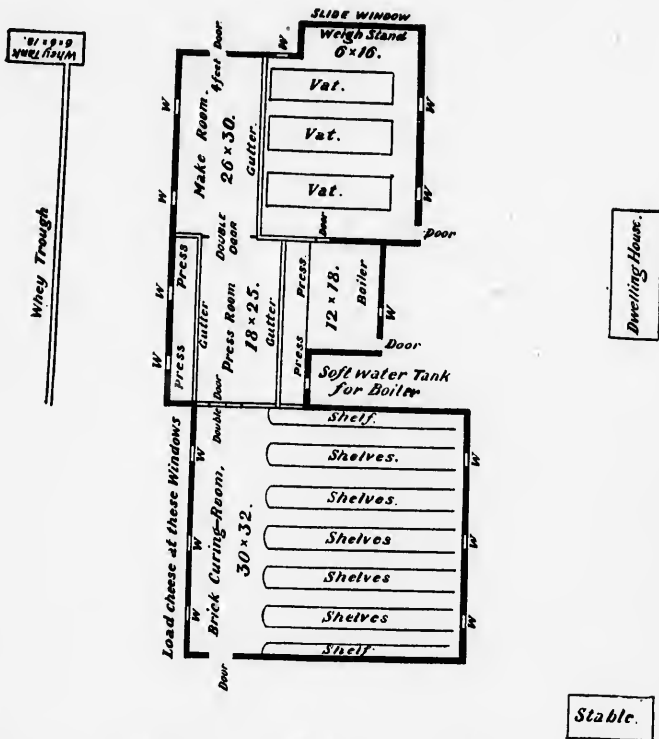 SLIDE WINDOW
Weigh Stand
6×16.
Door
4 feet
W
Whey Tank
6×6×18.
Vat.
Make Room.
26×30.
Gutter.
W
Vat.
W
Vat.
W
Whey Trough
DOUBLE
DOOR
Door
Door
Dwelling House.
Press
Press
Gutter
Press Room
18×25.
Gutter
Press.
Press
12×18.
Boiler
W
W
W
Door
Soft water Tank
for Boiler
Double Door
Load cheese at these Windows
Brick Curing-Room,
30×32.
W
W
W
Shelf.
Shelves.
Shelves.
Shelves
Shelves
Shelves
Shelf
W
W
W
Door
Stable.